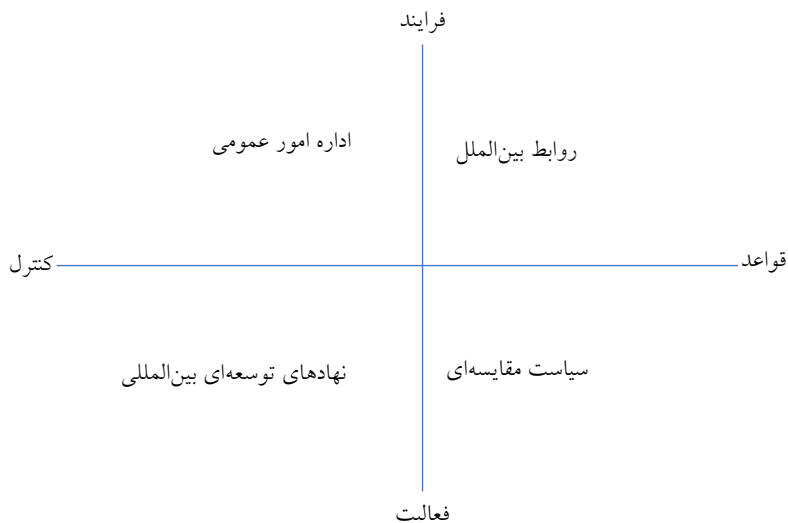 فرایند
روابط بین‌الملل
اداره امور عمومی
قواعد
کنترل
سیاست مقایسه‌ای
نهادهای توسعه‌ای بین‌المللی
فعالیت